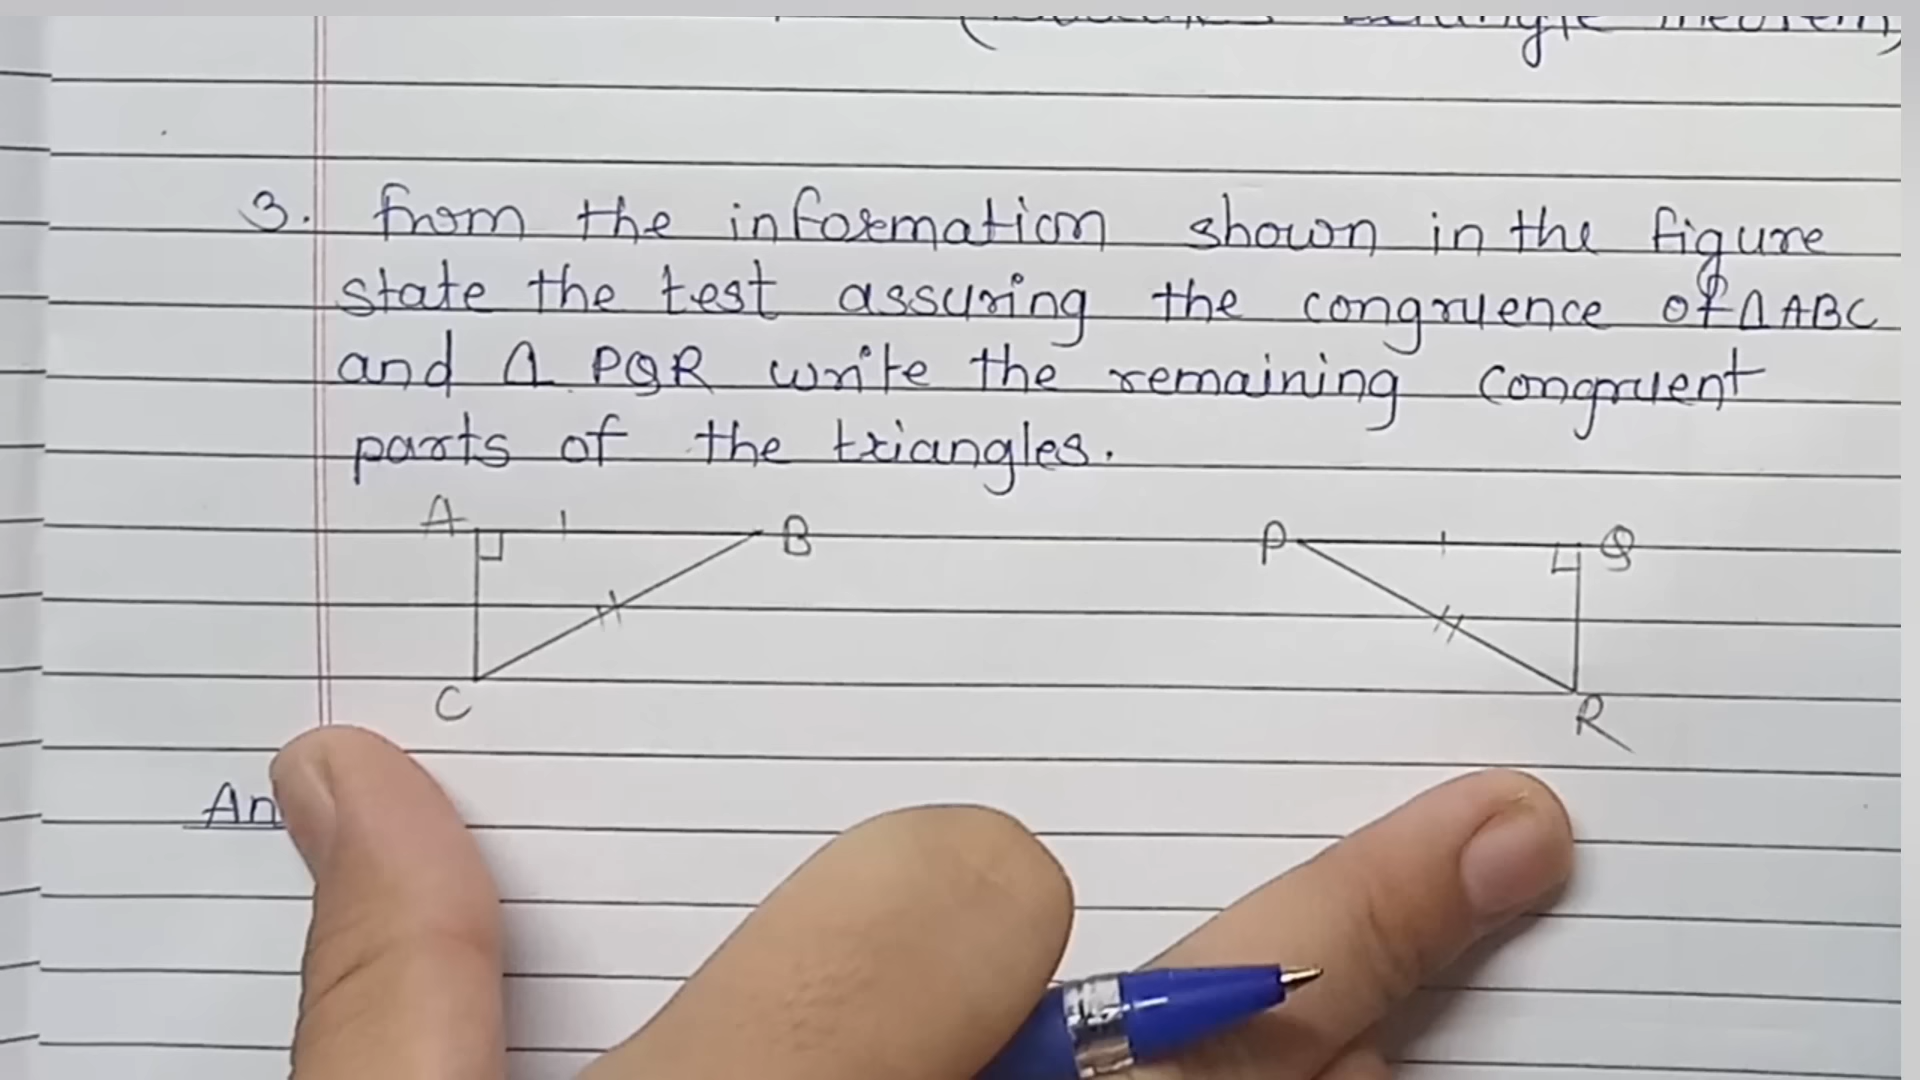 theorem)
3. from the information shown in the figure
state the test assuring the congruence of Δ ABC
and Δ PQR write the remaining congruent
parts of the triangles.
A B P Q
C R
An